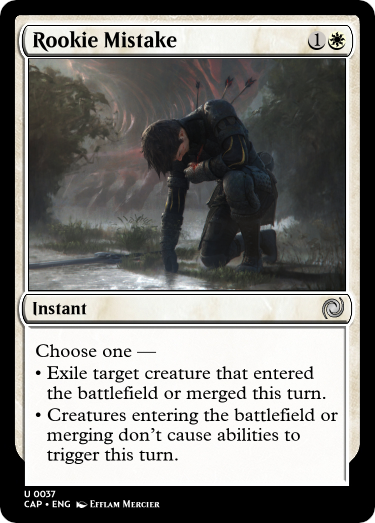 Rookie Mistake 1
Instant
Choose one —
• Exile target creature that entered
the battlefield or merged this turn.
• Creatures entering the battlefield or
merging don't cause abilities to
trigger this turn.
U 0037
CAP • ENG Efflam Mercier